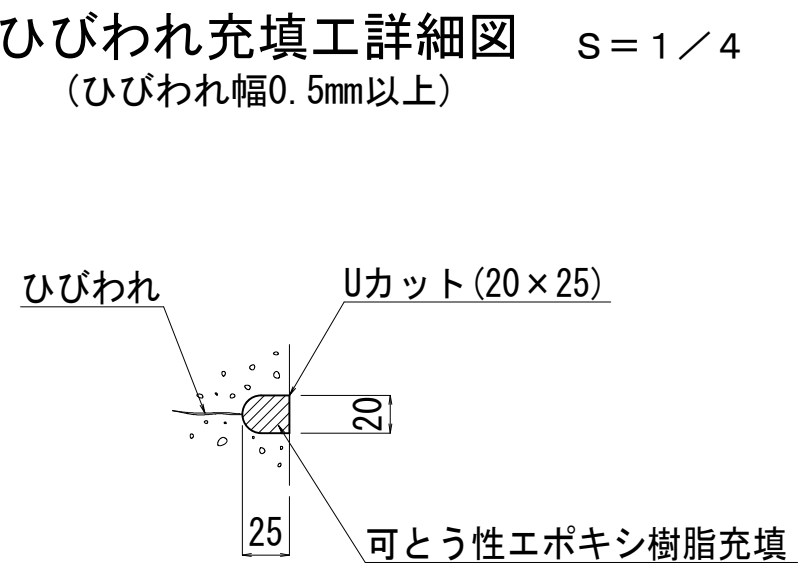 ひびわれ充填工詳細図 S=1/4
(ひびわれ幅0.5mm以上)
ひびわれ
Uカット(20×25)
20
25
可とう性エポキシ樹脂充填